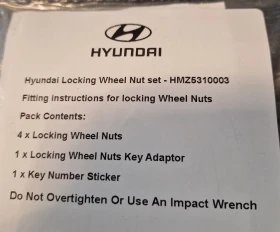 HYUNDAI
Hyundai Locking Wheel Nut set - HMZ5310003
Fitting instructions for locking Wheel Nuts
Pack Contents:
4 x Locking Wheel Nuts
1 x Locking Wheel Nuts Key Adaptor
1 x Key Number Sticker
Do Not Overtighten Or Use An Impact Wrench